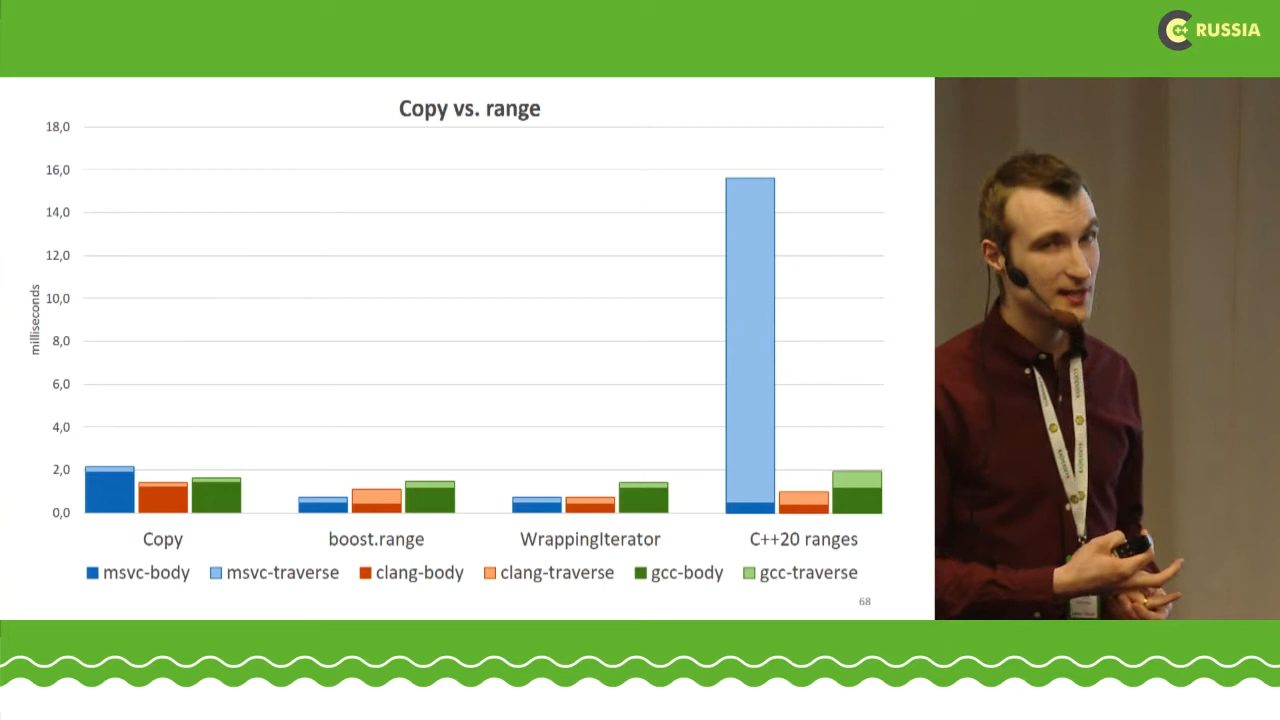 C++ RUSSIA
Copy vs. range
18,0
16,0
14,0
12,0
10,0
8,0
6,0
4,0
2,0
0,0
milliseconds
Copy
boost.range
WrappingIterator
C++20 ranges
msvc-body
msvc-traverse
clang-body
clang-traverse
gcc-body
gcc-traverse
68